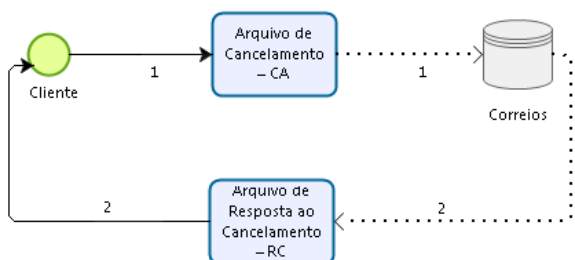 Arquivo de
Cancelamento
– CA
1
1
Cliente
Correios
Arquivo de
Resposta ao
Cancelamento
– RC
2
2